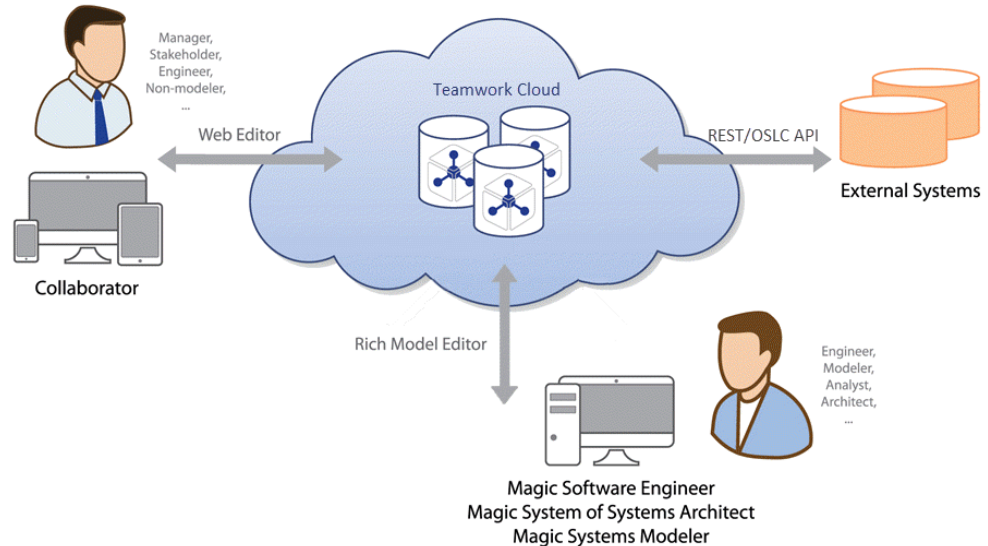 Manager,
Stakeholder,
Engineer,
Non-modeler,
...
Teamwork Cloud
Web Editor
REST/OSLC API
External Systems
Collaborator
Rich Model Editor
Engineer,
Modeler,
Analyst,
Architect,
...
Magic Software Engineer
Magic System of Systems Architect
Magic Systems Modeler